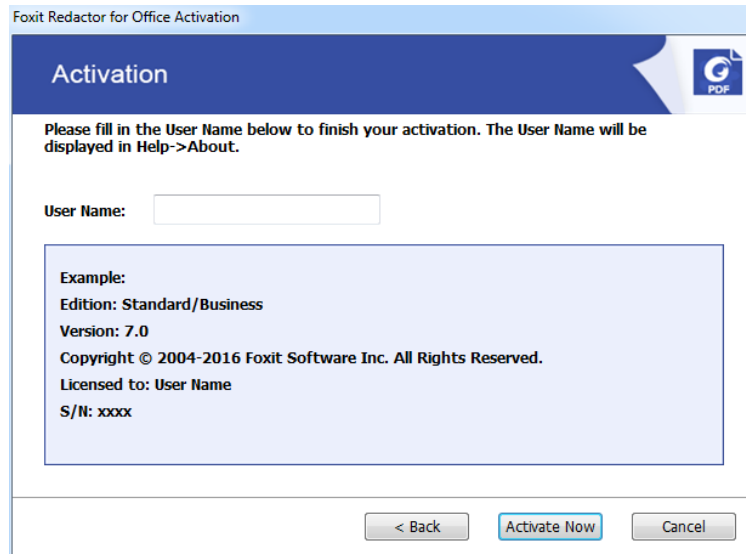 Foxit Redactor for Office Activation
Activation
PDF
Please fill in the User Name below to finish your activation. The User Name will be
displayed in Help->About.
User Name:
Example:
Edition: Standard/Business
Version: 7.0
Copyright © 2004-2016 Foxit Software Inc. All Rights Reserved.
Licensed to: User Name
S/N: xxxx
< Back
Activate Now
Cancel